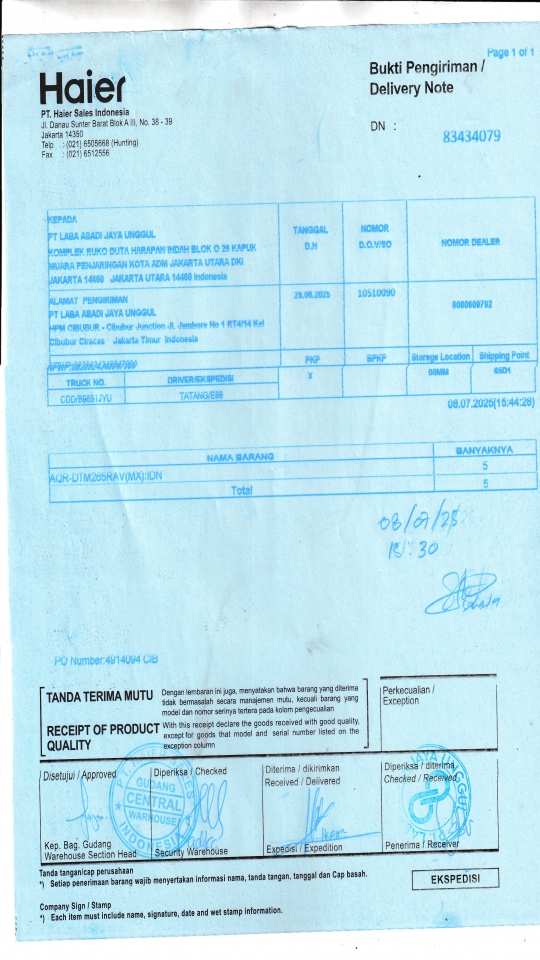 Page 1 of 1
Haier
Bukti Pengiriman /
Delivery Note
PT. Haier Sales Indonesia
Jl. Danau Sunter Barat Blok A III, No. 38 - 39
Jakarta 14350
Telp : (021) 6505668 (Hunting)
Fax : (021) 6512556
DN : 83434079
KEPADA
PT LABA ABADI JAYA UNGGUL
KOMPLEK RUKO DUTA HARAPAN INDAH BLOK O 29 KAPUK
MUARA PENJARINGAN KOTA ADM JAKARTA UTARA DKI
JAKARTA 14460 JAKARTA UTARA 14460 Indonesia
TANGGAL
D.N
NOMOR
D.O.V/SO
NOMOR DEALER
ALAMAT PENGIRIMAN
PT LABA ABADI JAYA UNGGUL
HPM CIBUBUR - Cibubur Junction Jl. Jambore No 1 RT4/14 Kel
Cibubur Ciracas Jakarta Timur Indonesia
10510090
PKP
BPKP
Storage Location
Shipping Point
TRUCK NO.
DRIVER/EKSPEDISI
X
00MM
6501
TATANG/E68
08.07.2025(15:44:28)
NAMA BARANG
BANYAKNYA
AQR-DTM265RAV(MX):IDN
5
Total
5
PO Number:4914094 CIB
TANDA TERIMA MUTU
Dengan lembaran ini juga, menyatakan bahwa barang yang diterima
tidak bermasalah secara manajemen mutu, kecuali barang yang
model dan nomor serinya tertera pada kolom pengecualian
RECEIPT OF PRODUCT
QUALITY
With this receipt declare the goods received with good quality,
except for goods that model and serial number listed on the
exception column
Perkecualian /
Exception
Disetujui / Approved
Diperiksa / Checked
Diterima / dikirimkan
Received / Delivered
Diperiksa / diterima
Checked / Received
GUDANG
CENTRAL
WARHOUSE
INDONESIA
JAYA UNGGUL
Kep. Bag. Gudang
Warehouse Section Head
Security Warehouse
Expedisi / Expedition
Penerima / Receiver
Tanda tangan/cap perusahaan
*) Setiap penerimaan barang wajib menyertakan informasi nama, tanda tangan, tanggal dan Cap basah.
EKSPEDISI
Company Sign / Stamp
*) Each item must include name, signature, date and wet stamp information.